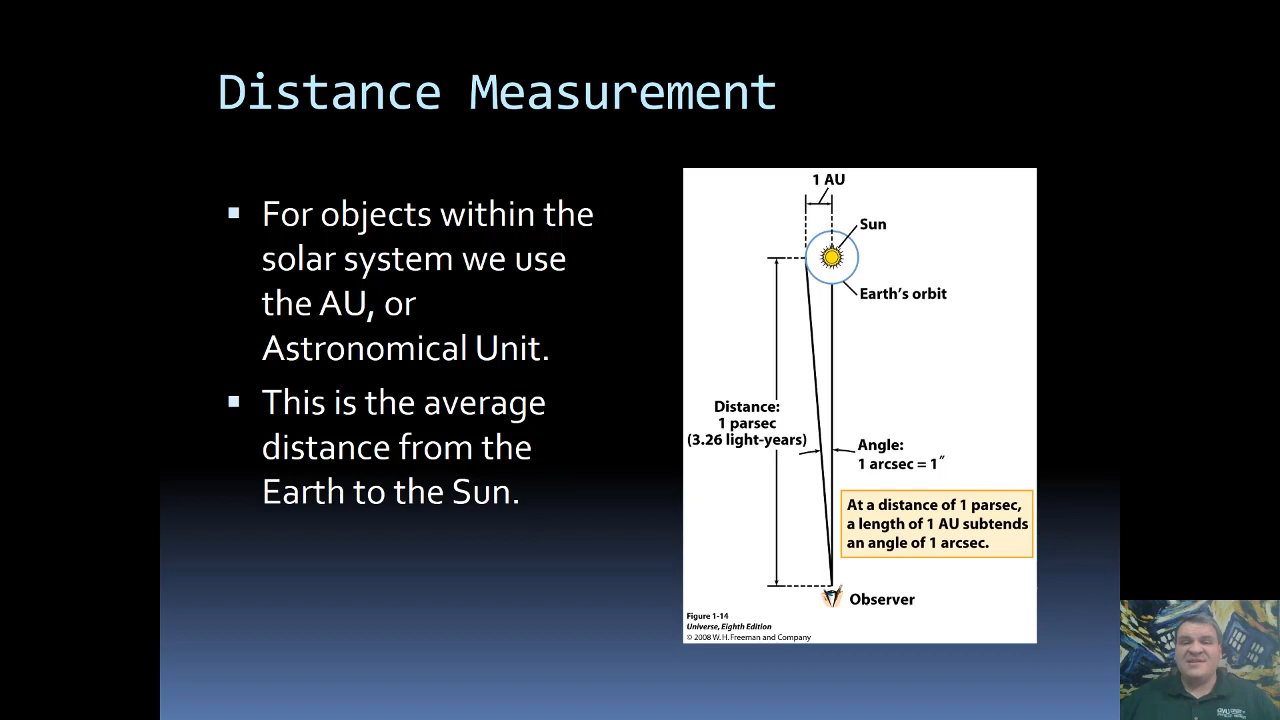 Distance Measurement
For objects within the
solar system we use
the AU, or
Astronomical Unit.
This is the average
distance from the
Earth to the Sun.
1 AU
Sun
Earth's orbit
Distance:
1 parsec
(3.26 light-years)
Angle:
1 arcsec = 1″
At a distance of 1 parsec,
a length of 1 AU subtends
an angle of 1 arcsec.
Observer
Figure 1-14
Universe, Eighth Edition
© 2008 W. H. Freeman and Company